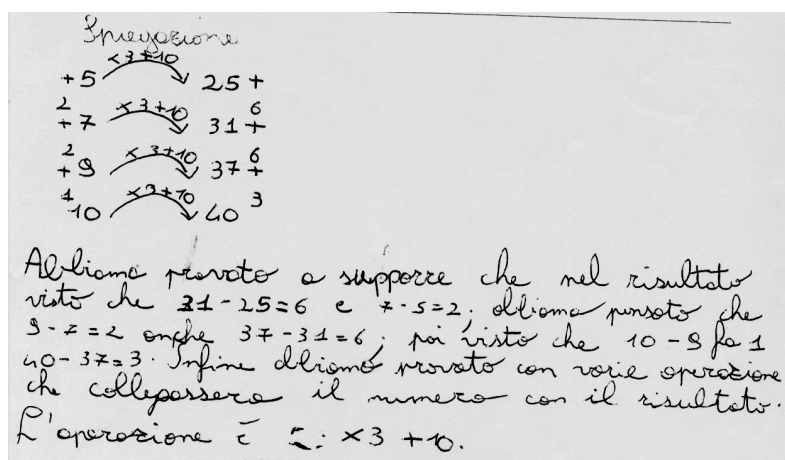 Spiegazione
×3+10
+5 25+
2 ×3+10 6
+7 31+
2 ×3+10 6
+9 37+
1 ×3+10 3
10 40
Abbiamo provato a supporre che nel risultato
visto che 31-25=6 e 7-5=2, abbiamo pensato che
9-7=2 anche 37-31=6; poi visto che 10-9 fa 1
40-37=3. Infine abbiamo provato con varie operazione
che collegassero il numero con il risultato.
L'operazione è : ×3 +10.